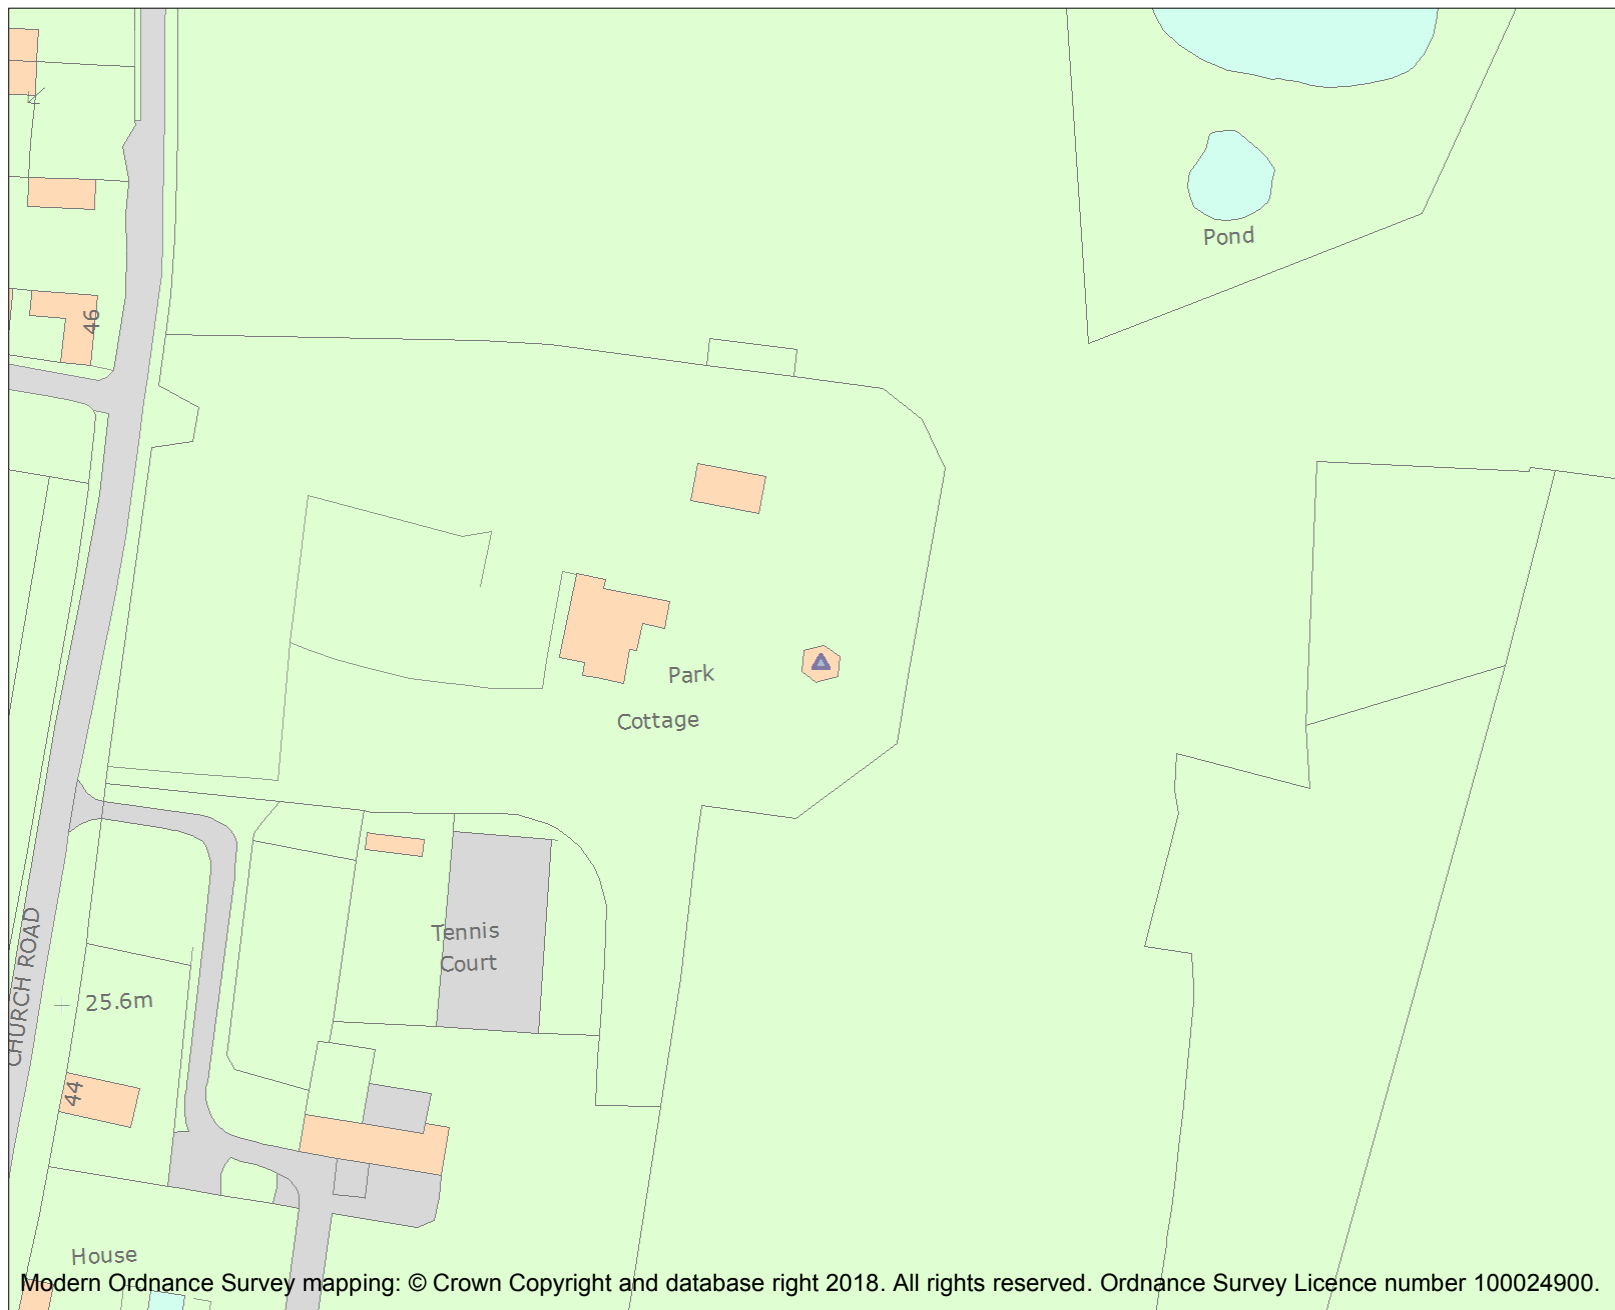 Pond
46
Park
Cottage
Tennis
Court
CHURCH ROAD
25.6m
44
House
Modern Ordnance Survey mapping: © Crown Copyright and database right 2018. All rights reserved. Ordnance Survey Licence number 100024900.